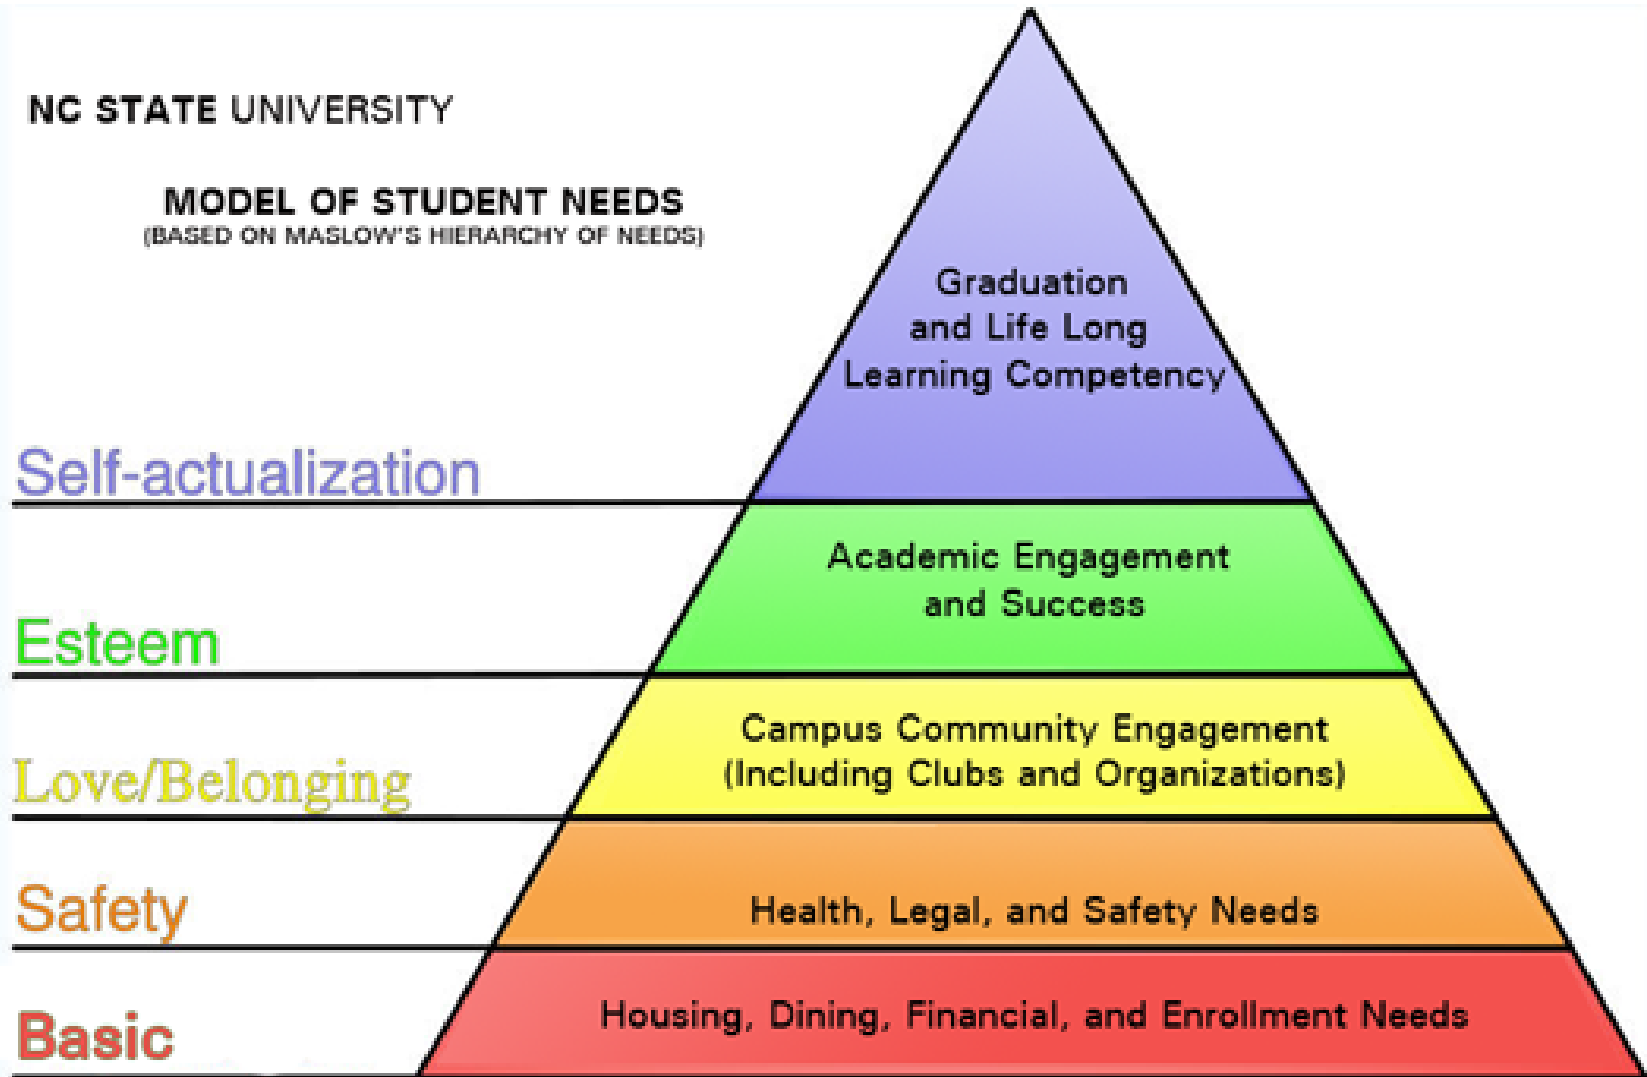 NC STATE UNIVERSITY
MODEL OF STUDENT NEEDS
(BASED ON MASLOW'S HIERARCHY OF NEEDS)
Graduation
and Life Long
Learning Competency
Self-actualization
Academic Engagement
and Success
Esteem
Campus Community Engagement
(Including Clubs and Organizations)
Love/Belonging
Health, Legal, and Safety Needs
Safety
Housing, Dining, Financial, and Enrollment Needs
Basic